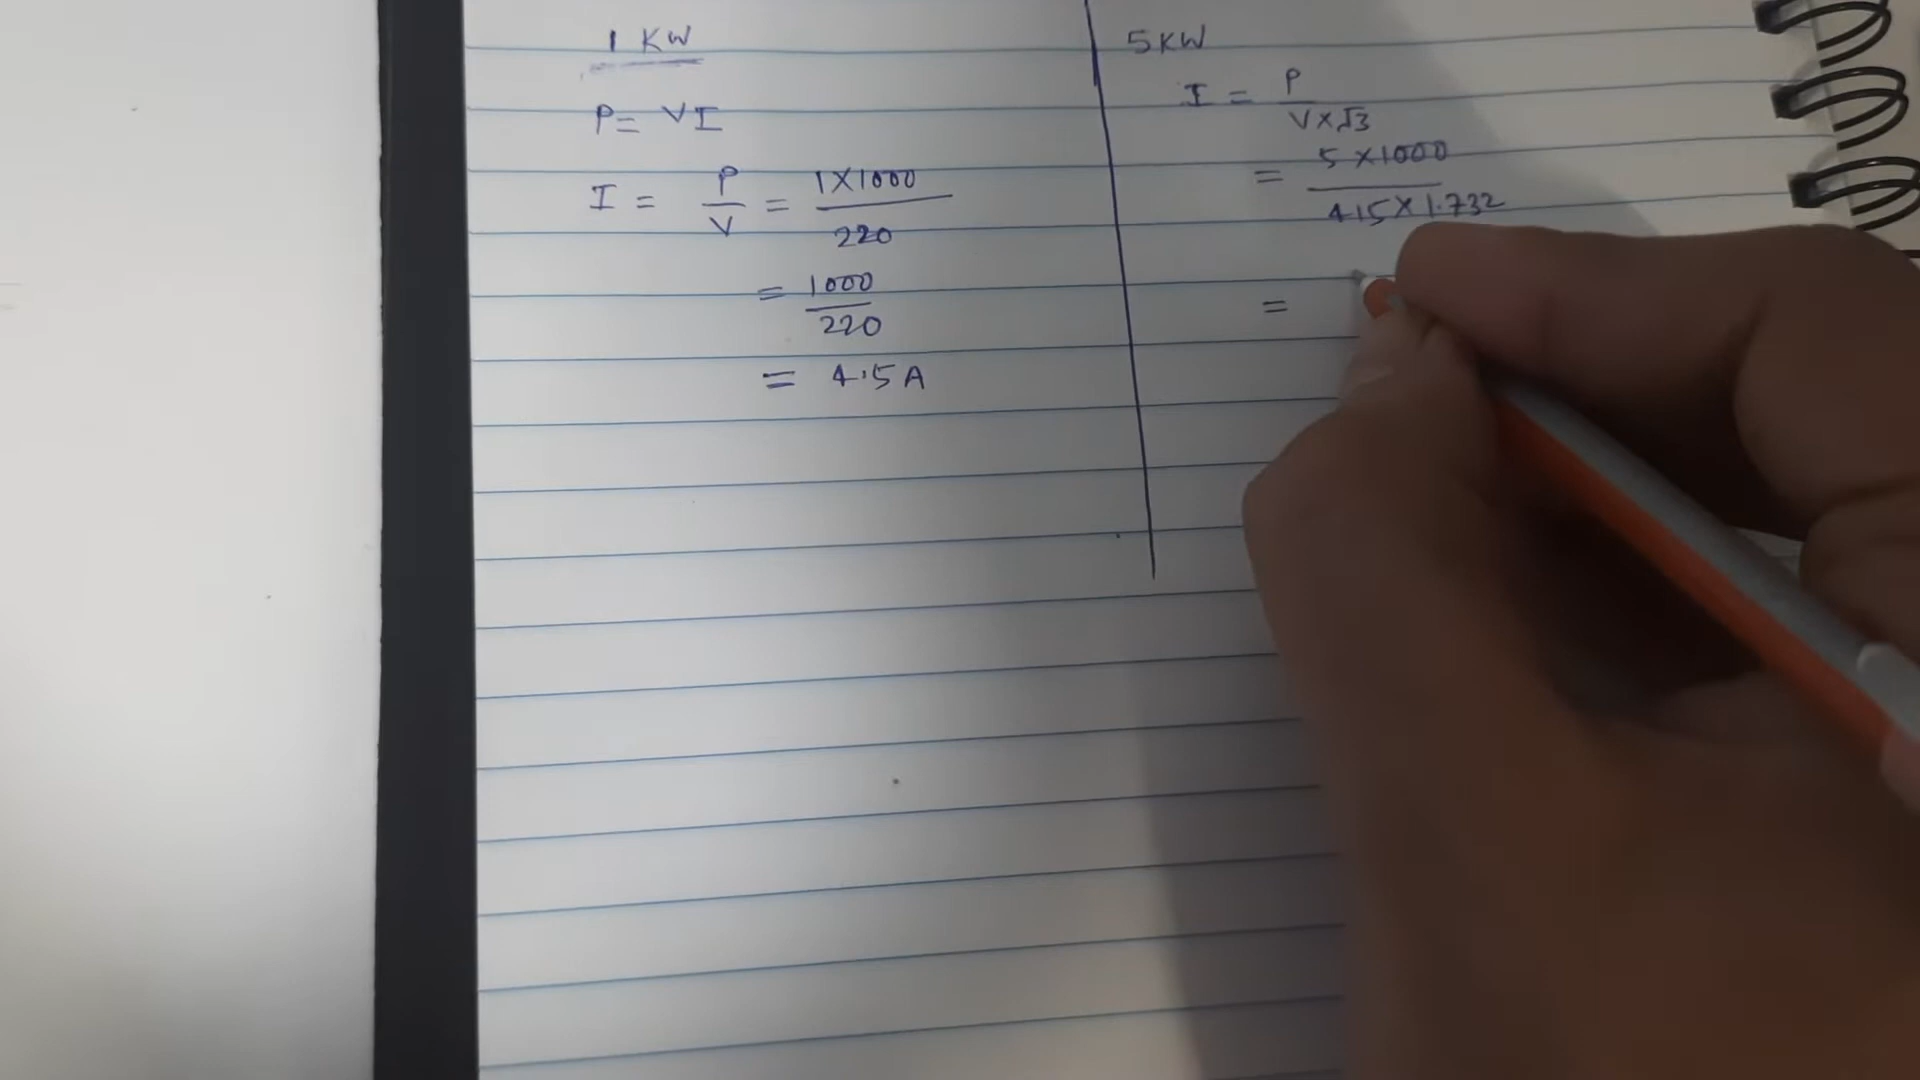 1 KW
P = VI
I = P/V = 1X1000/220
= 1000/220
= 4.5 A
5 KW
I = P/V×√3
= 5 ×1000/415×1.732
=